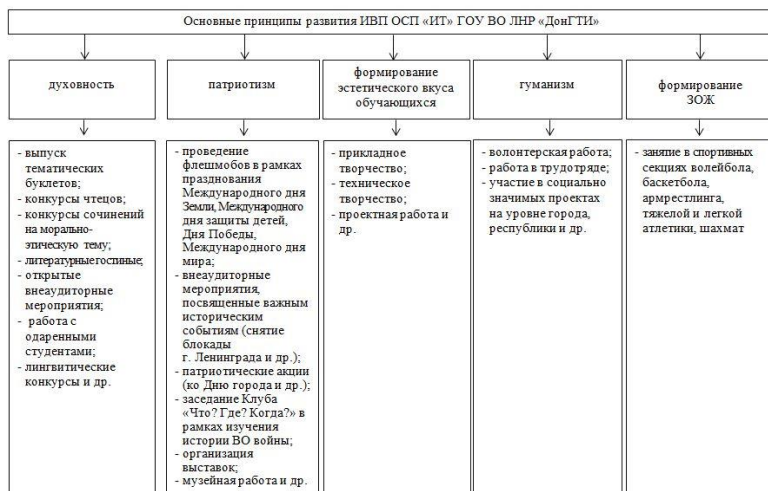 Основные принципы развития ИВП ОСП «ИТ» ГОУ ВО ЛНР «ДонГТИ»
духовность
патриотизм
формирование
эстетического вкуса
обучающихся
гуманизм
формирование
ЗОЖ
- выпуск
тематических
буклетов;
- конкурсы чтецов;
- конкурсы сочинений
на морально-
этическую тему;
- литературные гостиные;
- открытые
внеаудиторные
мероприятия;
- работа с
одаренными
студентами;
- лингвитические
конкурсы и др.
- проведение
флешмобов в рамках
празднования
Международного дня
Земли, Международного
дня защиты детей,
Дня Победы,
Международного дня
мира;
- внеаудиторные
мероприятия,
посвященные важным
историческим
событиям (снятие
блокады
г. Ленинграда и др.);
- патриотические акции
(ко Дню города и др.);
- заседание Клуба
«Что? Где? Когда?» в
рамках изучения
истории ВО войны;
- организация
выставок;
- музейная работа и др.
- прикладное
творчество;
- техническое
творчество;
- проектная работа и
др.
- волонтерская работа;
- работа в трудотряде;
- участие в социально
значимых проектах
на уровне города,
республики и др.
- занятие в спортивных
секциях волейбола,
баскетбола,
армрестлинга,
тяжелой и легкой
атлетики, шахмат